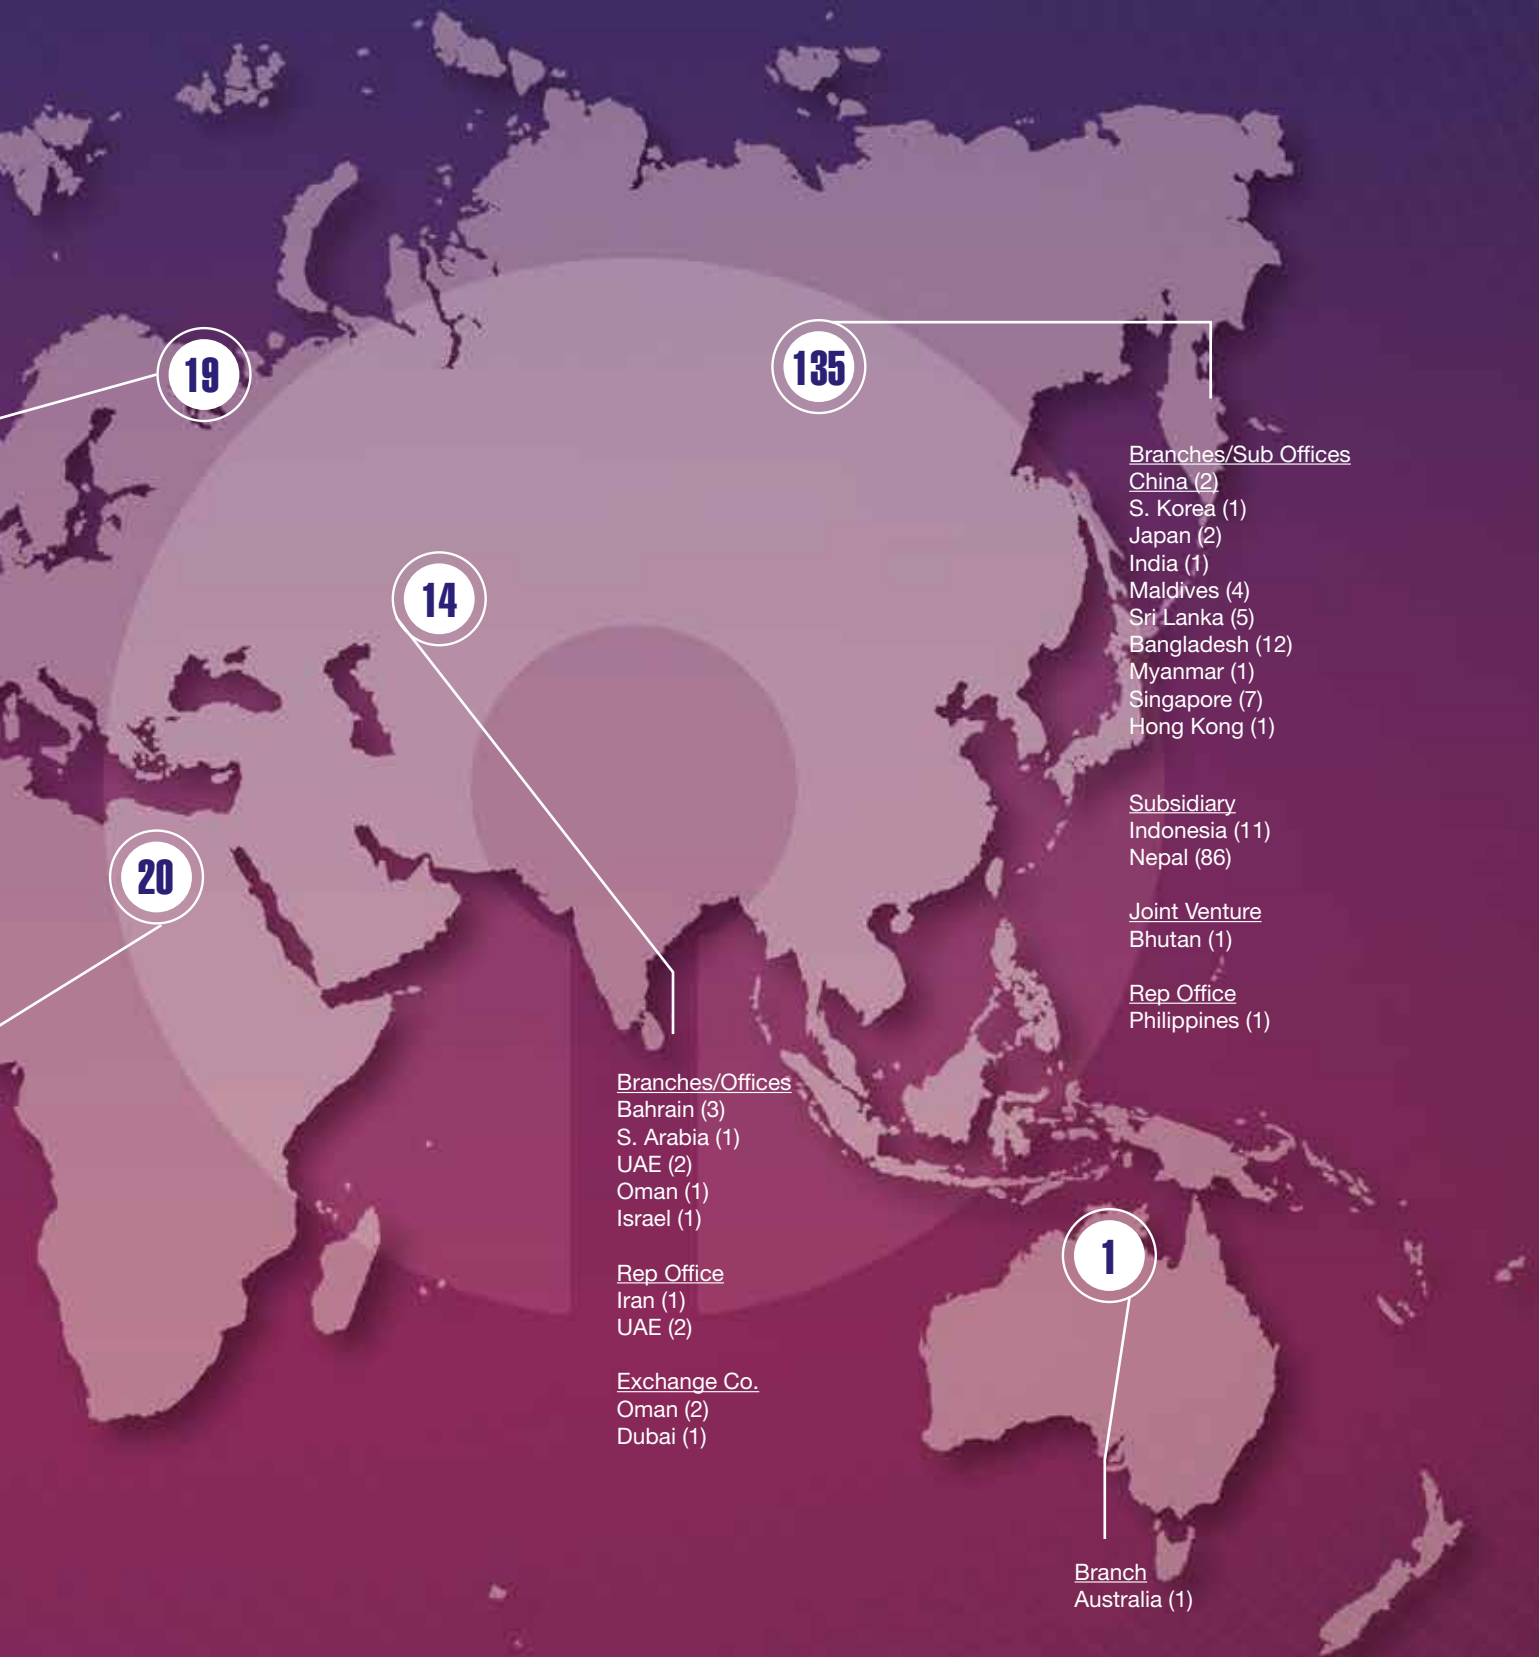 19
135
Branches/Sub Offices
China (2)
S. Korea (1)
Japan (2)
India (1)
Maldives (4)
Sri Lanka (5)
Bangladesh (12)
Myanmar (1)
Singapore (7)
Hong Kong (1)
Subsidiary
Indonesia (11)
Nepal (86)
Joint Venture
Bhutan (1)
Rep Office
Philippines (1)
14
20
Branches/Offices
Bahrain (3)
S. Arabia (1)
UAE (2)
Oman (1)
Israel (1)
Rep Office
Iran (1)
UAE (2)
Exchange Co.
Oman (2)
Dubai (1)
1
Branch
Australia (1)